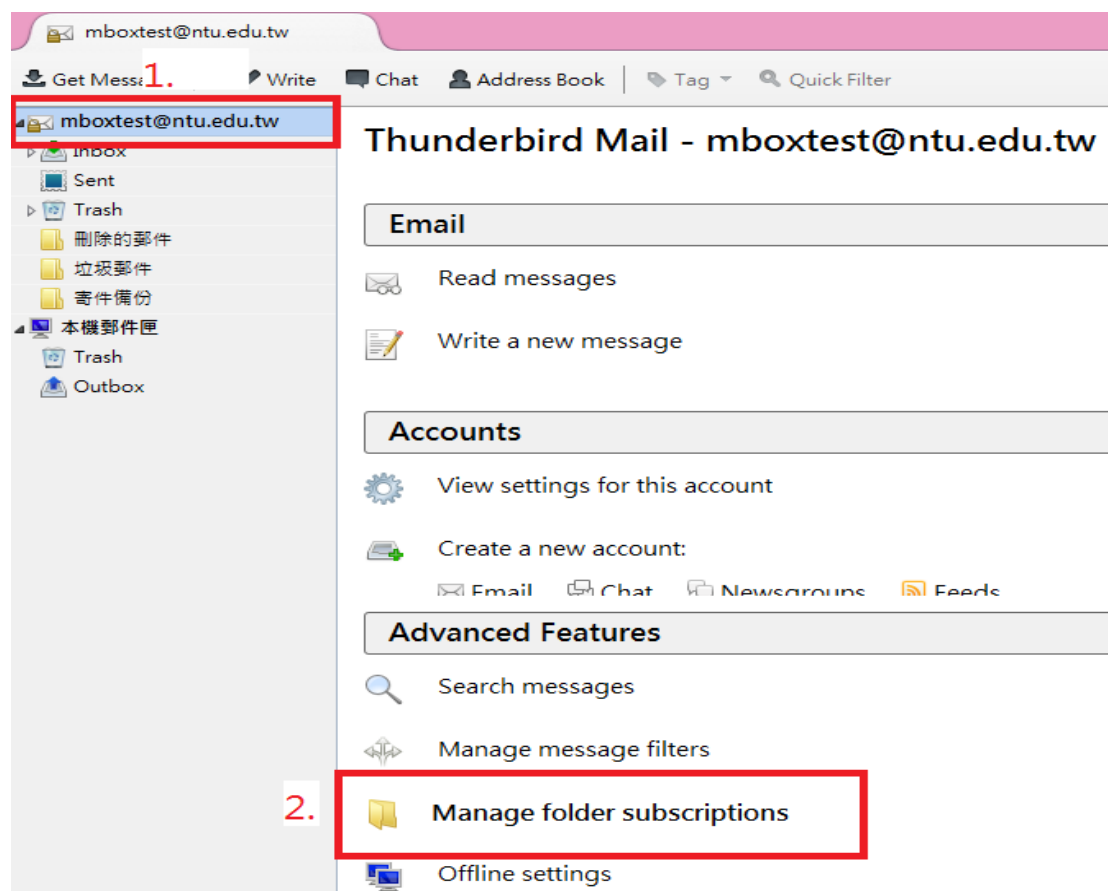 mboxtest@ntu.edu.tw
Get Messa
1.
Write
Chat
Address Book
Tag
Quick Filter
mboxtest@ntu.edu.tw
Inbox
Sent
Trash
刪除的郵件
垃圾郵件
寄件備份
本機郵件匣
Trash
Outbox
Thunderbird Mail - mboxtest@ntu.edu.tw
Email
Read messages
Write a new message
Accounts
View settings for this account
Create a new account:
Email Chat Newsgroups Feeds
Advanced Features
Search messages
Manage message filters
2.
Manage folder subscriptions
Offline settings